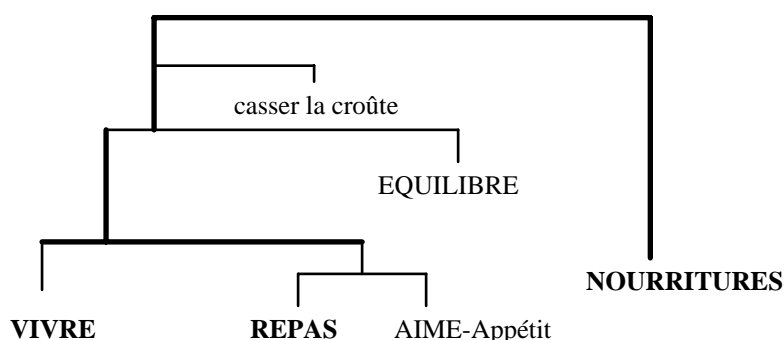 casser la croûte
EQUILIBRE
NOURRITURES
VIVRE
REPAS
AIME-Appétit